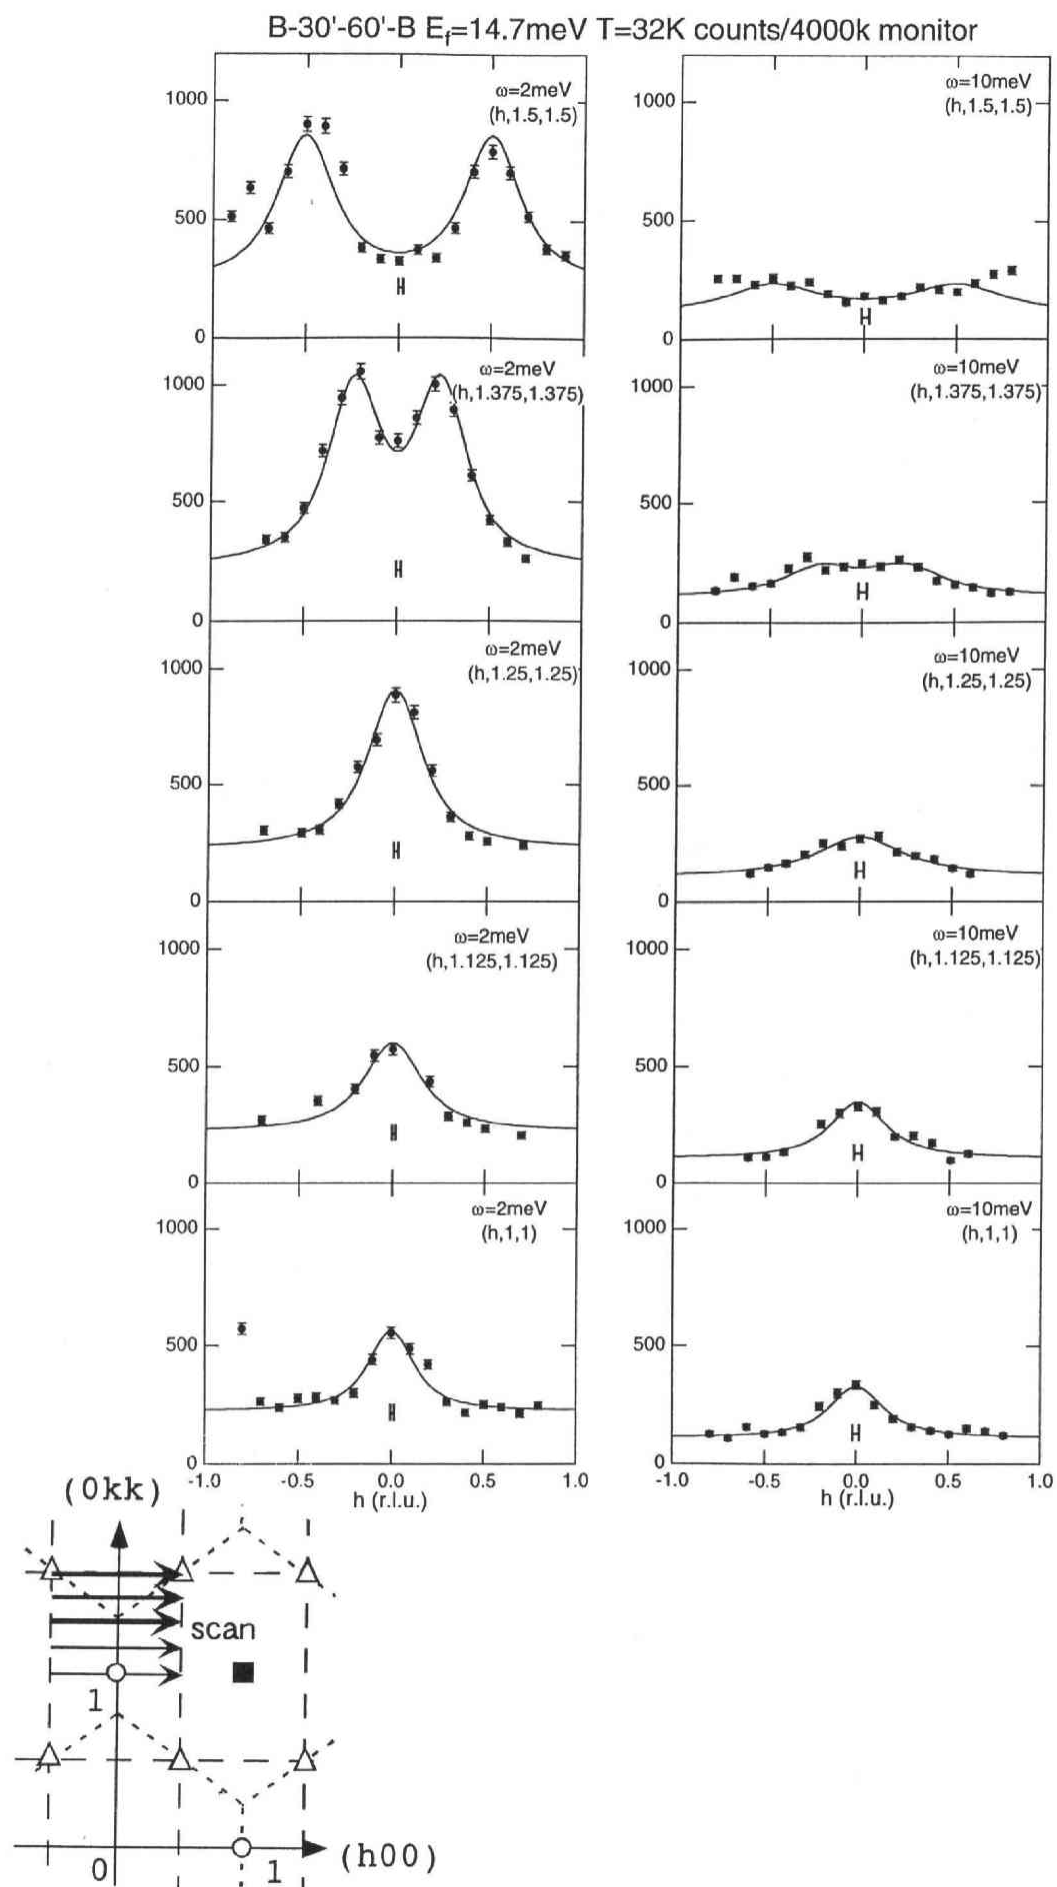 B-30'-60'-B E_f=14.7meV T=32K counts/4000k monitor
ω=2meV
(h,1.5,1.5)
1000
500
0
ω=2meV
(h,1.375,1.375)
1000
500
0
ω=2meV
(h,1.25,1.25)
1000
500
0
ω=2meV
(h,1.125,1.125)
1000
500
0
ω=2meV
(h,1,1)
1000
500
0
-1.0 -0.5 0.0 0.5 1.0
h (r.l.u.)
ω=10meV
(h,1.5,1.5)
1000
500
0
ω=10meV
(h,1.375,1.375)
1000
500
0
ω=10meV
(h,1.25,1.25)
1000
500
0
ω=10meV
(h,1.125,1.125)
1000
500
0
ω=10meV
(h,1,1)
1000
500
0
-1.0 -0.5 0.0 0.5 1.0
h (r.l.u.)
(0kk)
scan
1
0
1
(h00)